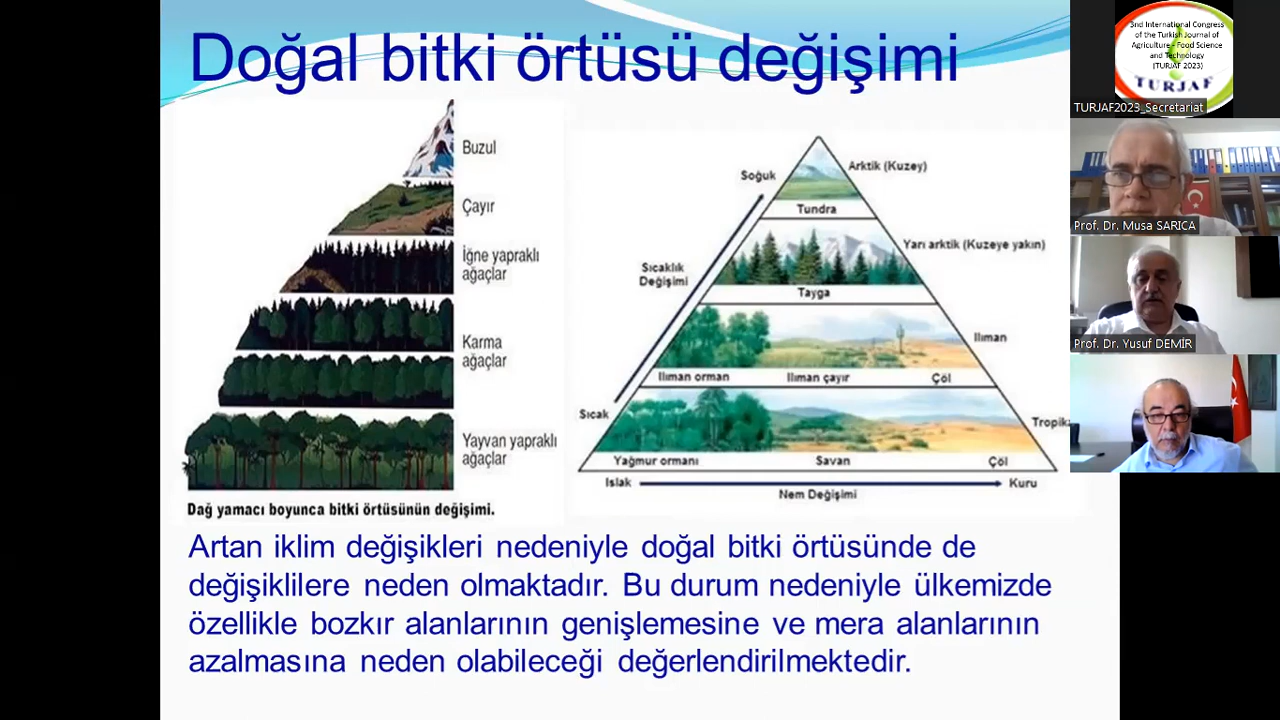 Doğal bitki örtüsü değişimi
Buzul
Çayır
İğne yapraklı
ağaçlar
Karma
ağaçlar
Yayvan yapraklı
ağaçlar
Dağ yamacı boyunca bitki örtüsünün değişimi.
Soğuk
Arktik (Kuzey)
Tundra
Yarı arktik (Kuzeye yakın)
Sıcaklık
Değişimi
Tayga
Ilıman
Ilıman orman
Ilıman çayır
Çöl
Sıcak
Tropik
Yağmur ormanı
Savan
Çöl
Islak
Kuru
Nem Değişimi
Artan iklim değişikleri nedeniyle doğal bitki örtüsünde de
değişiklilere neden olmaktadır. Bu durum nedeniyle ülkemizde
özellikle bozkır alanlarının genişlemesine ve mera alanlarının
azalmasına neden olabileceği değerlendirilmektedir.
3nd International Congress
of the Turkish Journal of
Agriculture - Food Science
and Technology
(TURJAF 2023)
TURJAF
TURJAF2023_Secretariat
Prof. Dr. Musa SARICA
Prof. Dr. Yusuf DEMİR